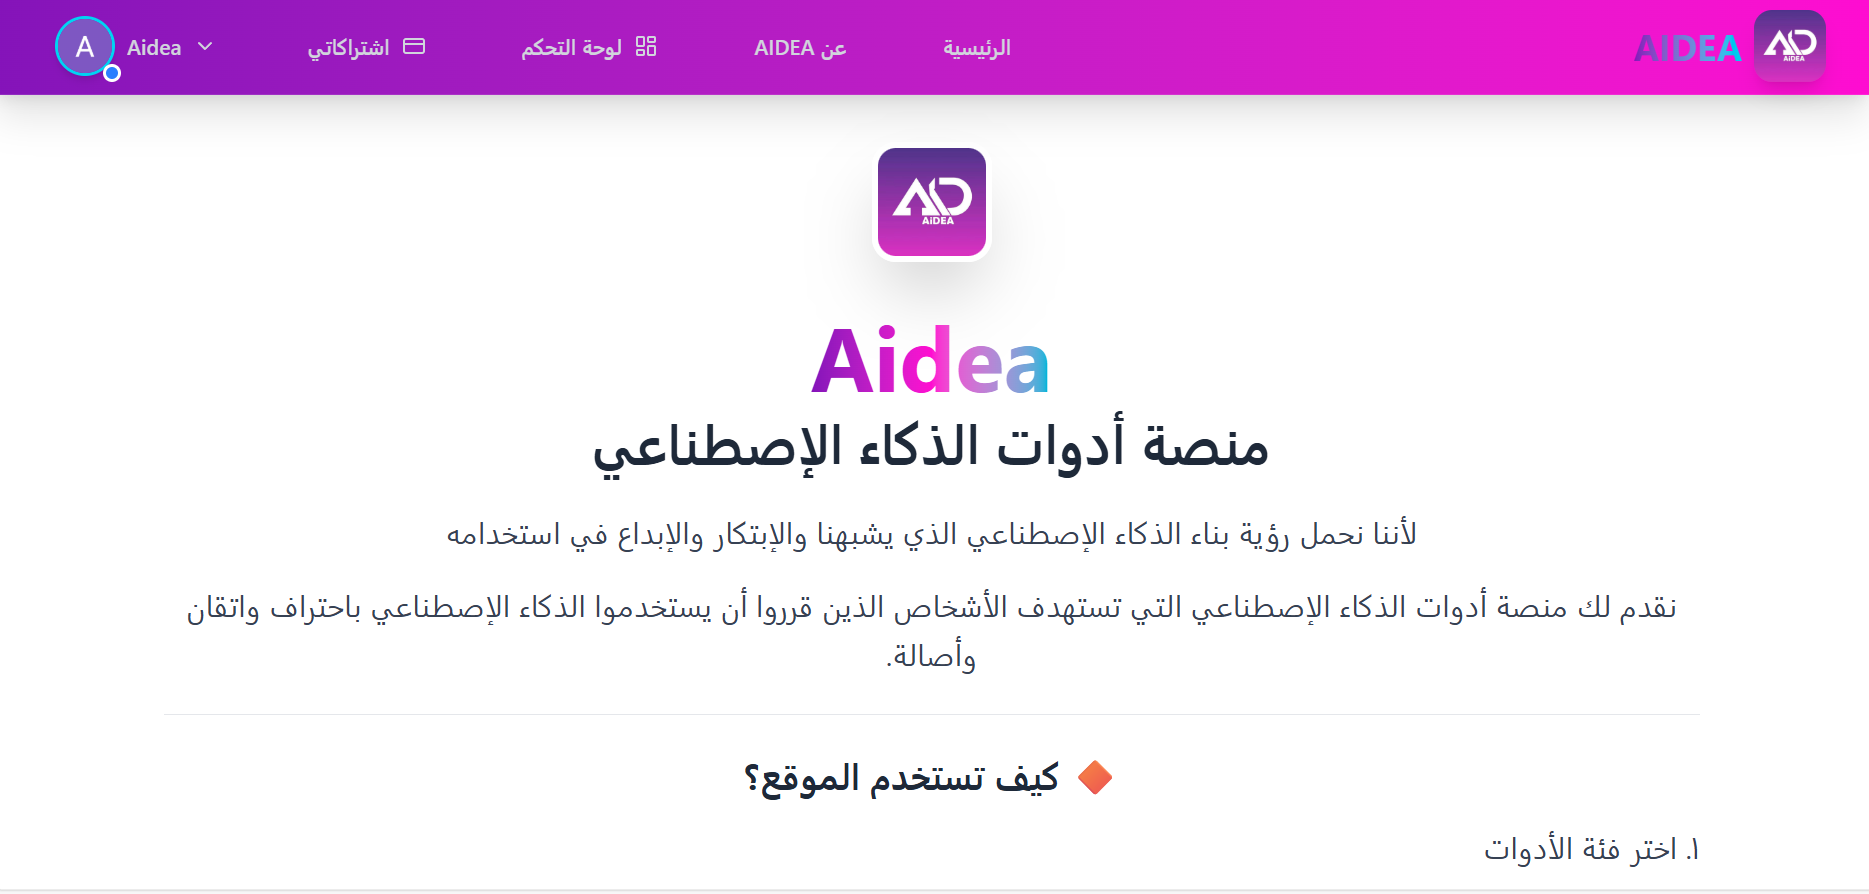 AIDEA
AiDEA
الرئيسية
عن AIDEA
لوحة التحكم
اشتراكاتي
Aidea
A
AiDEA
Aidea
منصة أدوات الذكاء الإصطناعي
لأننا نحمل رؤية بناء الذكاء الإصطناعي الذي يشبهنا والإبتكار والإبداع في استخدامه
نقدم لك منصة أدوات الذكاء الإصطناعي التي تستهدف الأشخاص الذين قرروا أن يستخدموا الذكاء الإصطناعي باحتراف واتقان
وأصالة.
كيف تستخدم الموقع؟
١. اختر فئة الأدوات